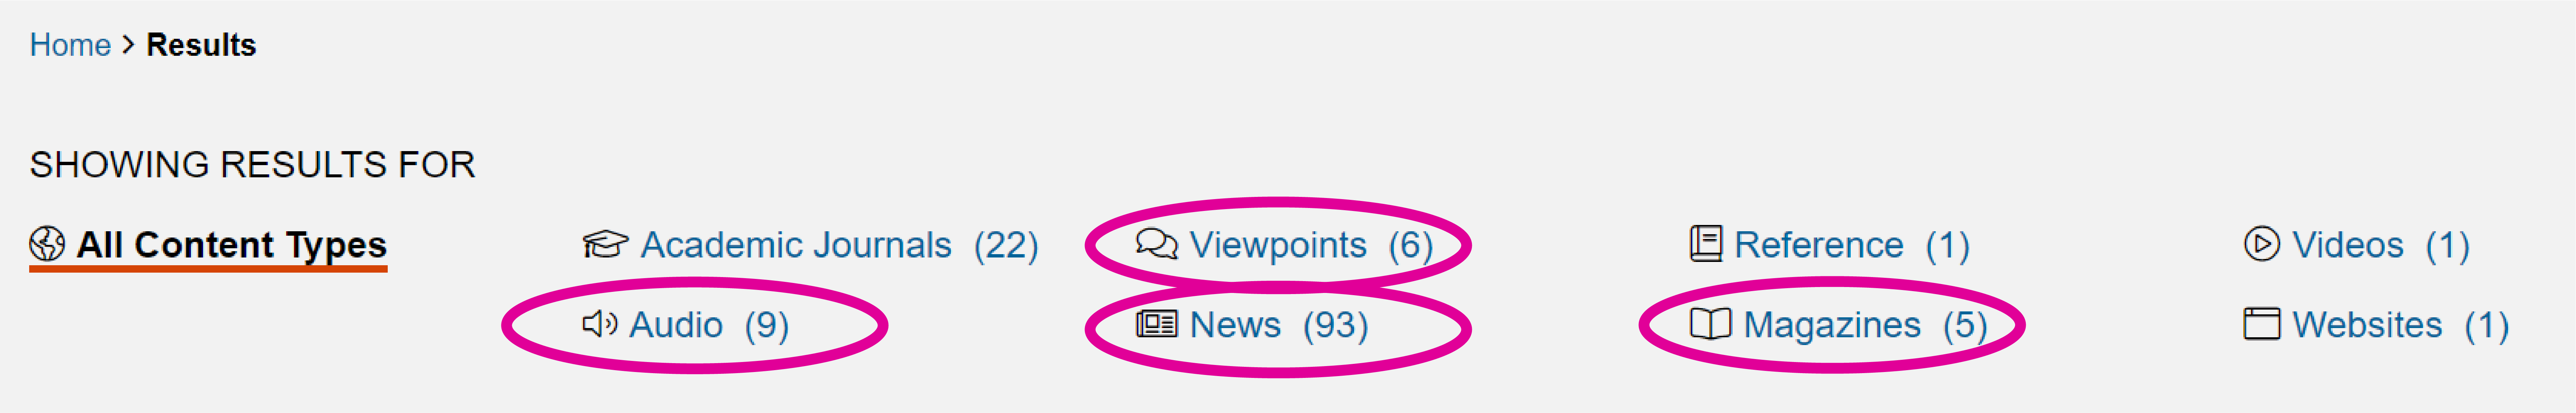 Home > Results
SHOWING RESULTS FOR
All Content Types Academic Journals (22) Viewpoints (6) Reference (1) Videos (1)
Audio (9) News (93) Magazines (5) Websites (1)